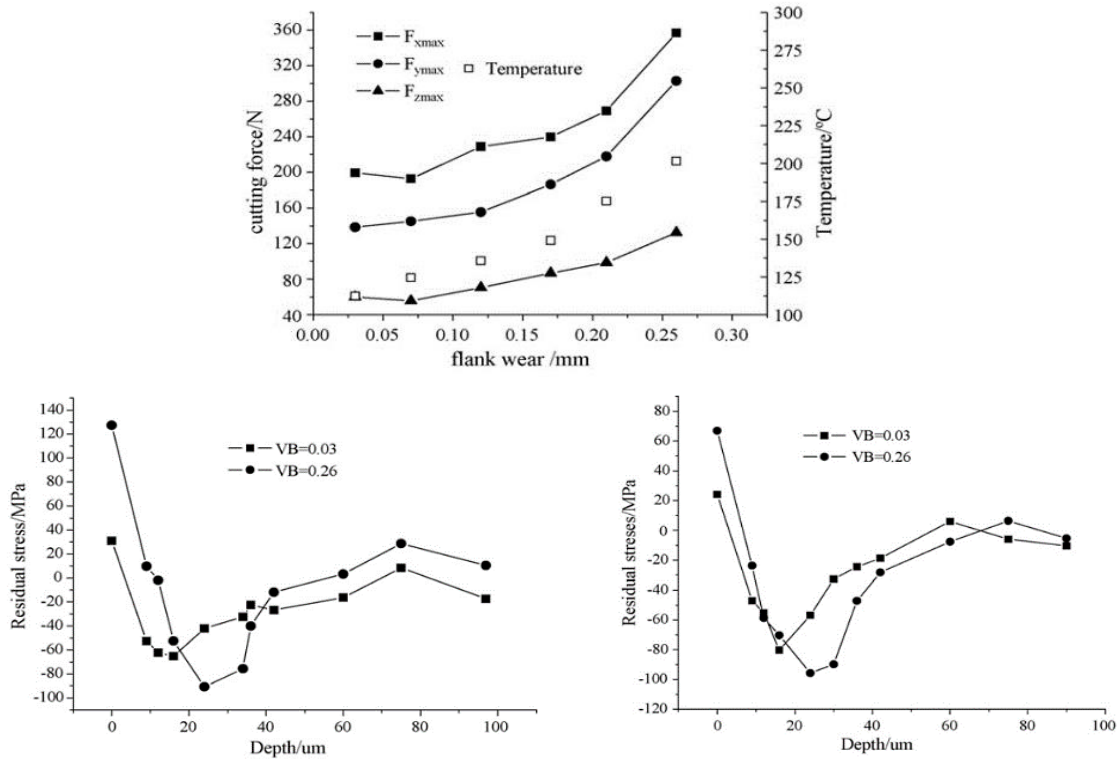 360
320
280
240
200
160
120
80
40
cutting force/N
F_xmax
F_ymax
F_zmax
Temperature
300
275
250
225
200
175
150
125
100
Temperature/°C
0.00 0.05 0.10 0.15 0.20 0.25 0.30
flank wear /mm
140
120
100
80
60
40
20
0
-20
-40
-60
-80
-100
Residual stress/MPa
VB=0.03
VB=0.26
0 20 40 60 80 100
Depth/um
80
60
40
20
0
-20
-40
-60
-80
-100
-120
Residual streses/MPa
VB=0.03
VB=0.26
0 20 40 60 80 100
Depth/um